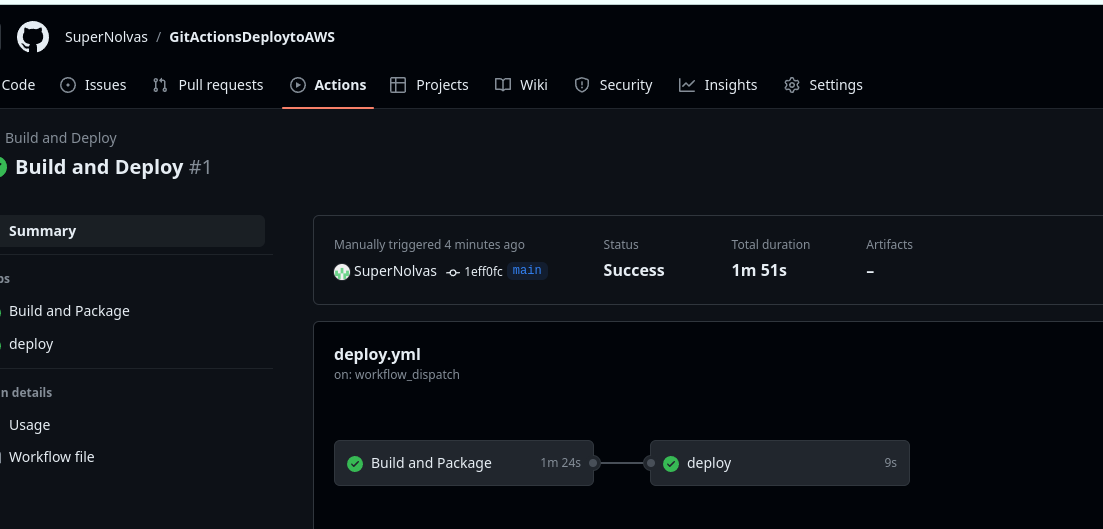 SuperNolvas / GitActionsDeploytoAWS
Code Issues Pull requests Actions Projects Wiki Security Insights Settings
Build and Deploy
Build and Deploy #1
Summary
Manually triggered 4 minutes ago Status Total duration Artifacts
SuperNolvas 1eff0fc main Success 1m 51s –
bs
Build and Package
deploy
n details
Usage
Workflow file
deploy.yml
on: workflow_dispatch
Build and Package 1m 24s deploy 9s